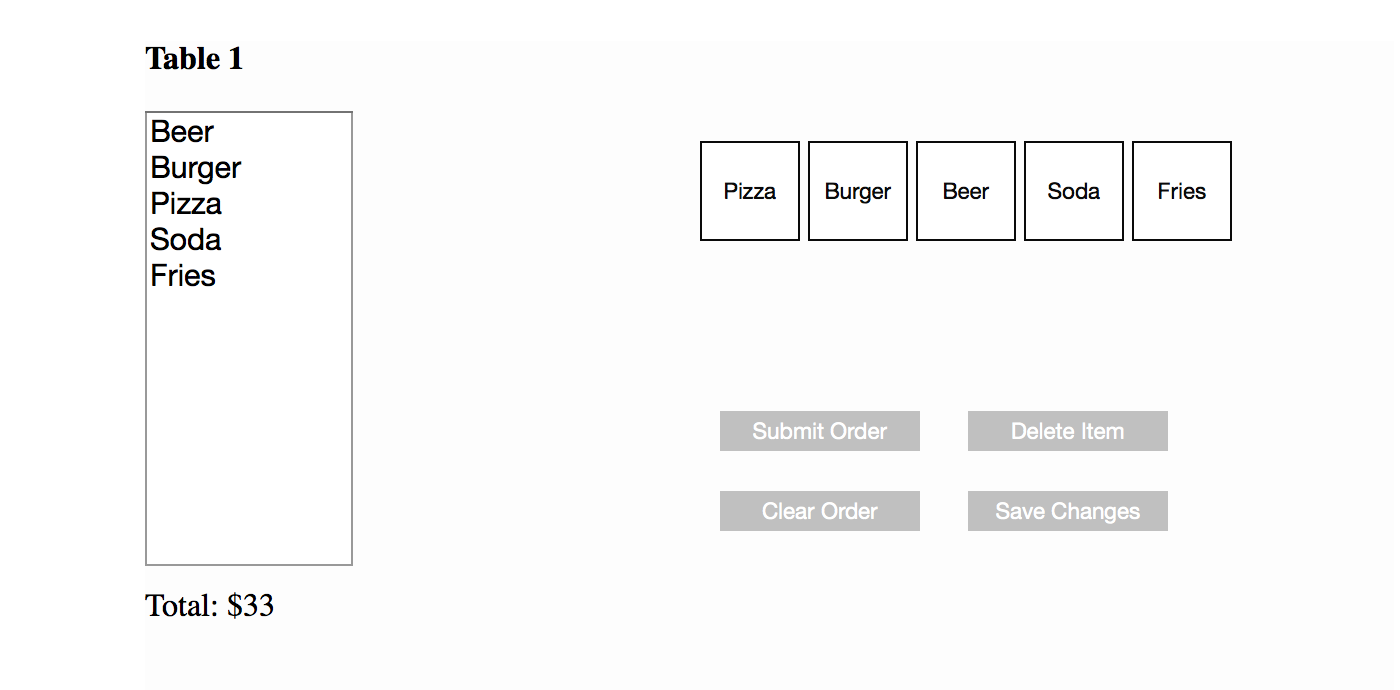 Table 1
Beer
Burger
Pizza
Soda
Fries
Total: $33
Pizza Burger Beer Soda Fries
Submit Order Delete Item
Clear Order Save Changes